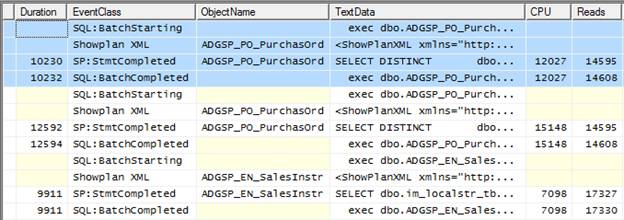 Duration EventClass ObjectName TextData CPU Reads
SQL:BatchStarting exec dbo.ADGSP_PO_Purch...
Showplan XML ADGSP_PO_PurchasOrd <ShowPlanXML xmlns="http:...
10230 SP:StmtCompleted ADGSP_PO_PurchasOrd SELECT DISTINCT dbo... 12027 14595
10232 SQL:BatchCompleted exec dbo.ADGSP_PO_Purch... 12027 14608
SQL:BatchStarting exec dbo.ADGSP_PO_Purch...
Showplan XML ADGSP_PO_PurchasOrd <ShowPlanXML xmlns="http:...
12592 SP:StmtCompleted ADGSP_PO_PurchasOrd SELECT DISTINCT dbo... 15148 14595
12594 SQL:BatchCompleted exec dbo.ADGSP_PO_Purch... 15148 14608
SQL:BatchStarting exec dbo.ADGSP_EN_Sales...
Showplan XML ADGSP_EN_SalesInstr <ShowPlanXML xmlns="http:...
9911 SP:StmtCompleted ADGSP_EN_SalesInstr SELECT dbo.im_localstr_tb... 7098 17327
9911 SQL:BatchCompleted exec dbo.ADGSP_EN_Sales... 7098 17330